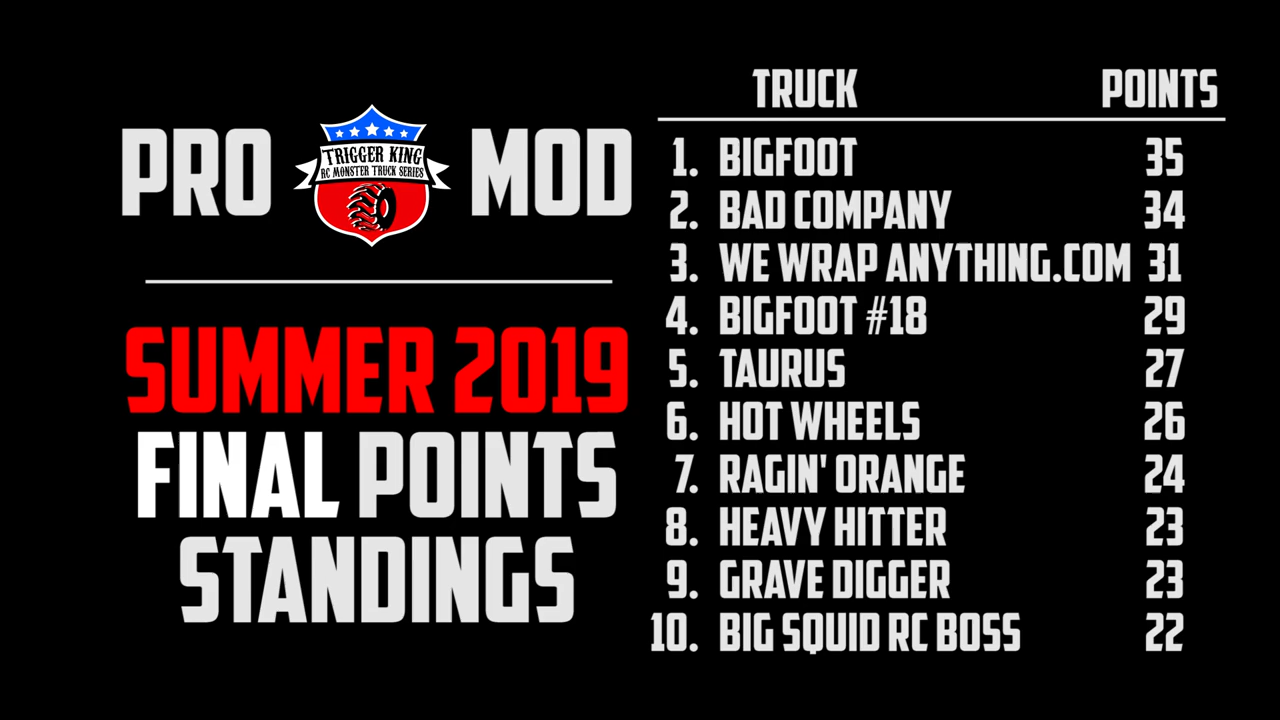 PRO MOD
TRIGGER KING
RC MONSTER TRUCK SERIES
SUMMER 2019
FINAL POINTS
STANDINGS
TRUCK POINTS
1. BIGFOOT 35
2. BAD COMPANY 34
3. WE WRAP ANYTHING.COM 31
4. BIGFOOT #18 29
5. TAURUS 27
6. HOT WHEELS 26
7. RAGIN' ORANGE 24
8. HEAVY HITTER 23
9. GRAVE DIGGER 23
10. BIG SQUID RC BOSS 22